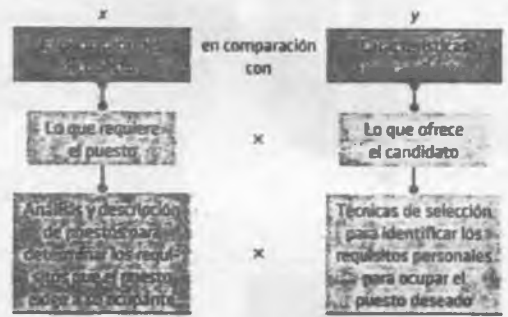 x
y
en comparación
con
Características
Lo que requiere
el puesto
×
Lo que ofrece
el candidato
Análisis y descripción
de puestos para
determinar los requi-
sitos que el puesto
exige a su ocupante
×
Técnicas de selección
para identificar los
requisitos personales
para ocupar el
puesto deseado